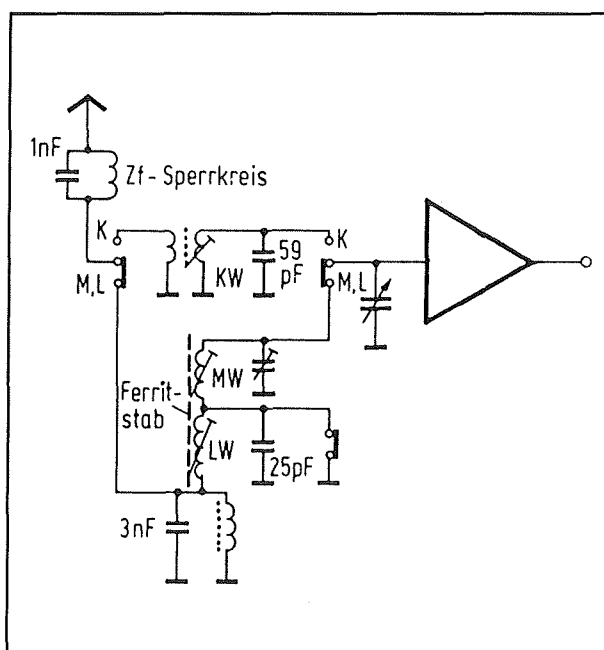 1nF
Zf-Sperrkreis
K
M,L
KW
59
pF
K
M,L
MW
Ferrit-
stab
LW
25pF
3nF